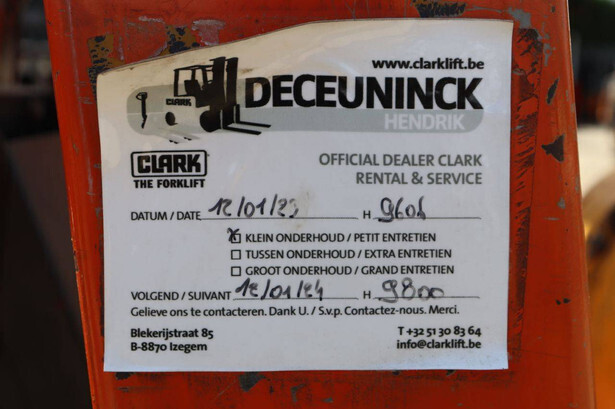 www.clarklift.be
CLARK
DECEUNINCK
HENDRIK
CLARK
THE FORKLIFT
OFFICIAL DEALER CLARK
RENTAL & SERVICE
DATUM / DATE 12/01/23 H 9604
KLEIN ONDERHOUD / PETIT ENTRETIEN
TUSSEN ONDERHOUD / EXTRA ENTRETIEN
GROOT ONDERHOUD / GRAND ENTRETIEN
VOLGEND / SUIVANT 12/01/24 H 9800
Gelieve ons te contacteren. Dank U. / S.v.p. Contactez-nous. Merci.
Blekerijstraat 85
B-8870 Izegem
T +32 51 30 83 64
info@clarklift.be